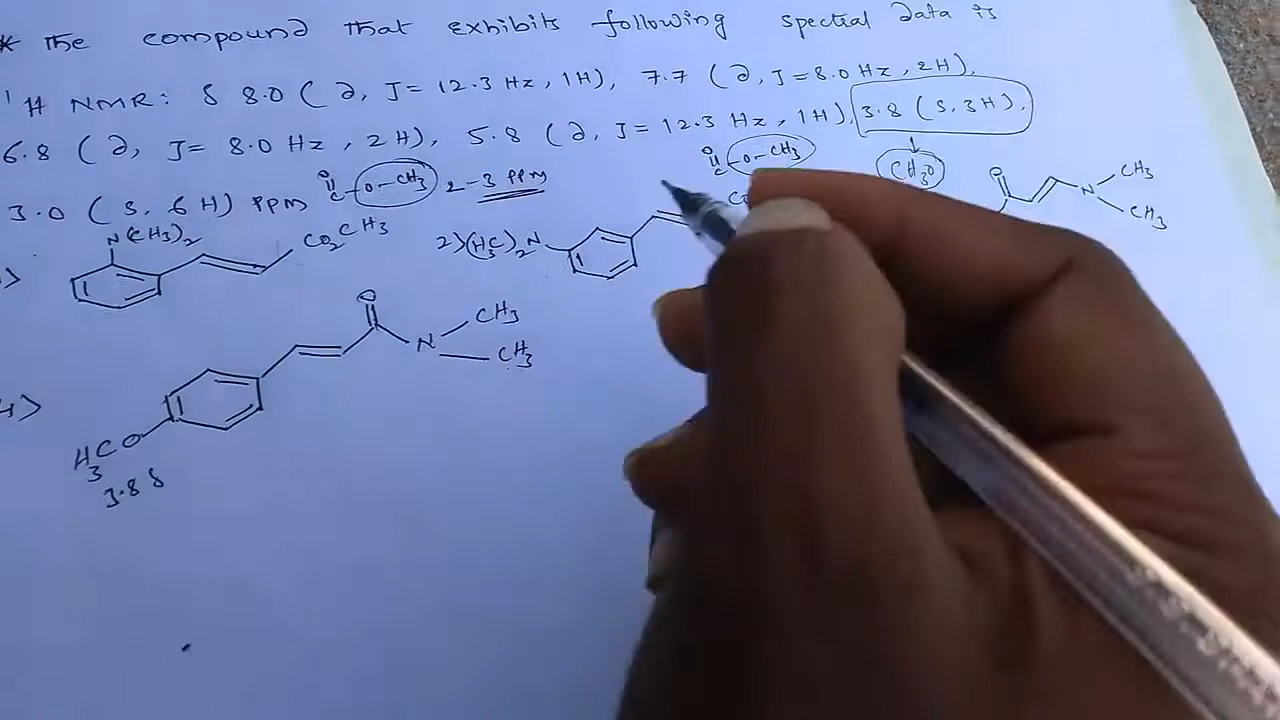 * The compound that exhibits following spectral data is
¹H NMR: δ 8.0 (d, J= 12.3 Hz, 1H), 7.7 (d, J=8.0 Hz, 2H),
6.8 (d, J= 8.0 Hz, 2H), 5.8 (d, J= 12.3 Hz, 1H), 3.8 (s, 3H),
3.0 (s, 6H) ppm O C-O-CH3 2-3 ppm O C-O-CH3 CH3O
N(CH3)2 CO2CH3 2) (H3C)2N O N CH3 CH3
O N CH3 CH3
4)
H3CO
3.8 δ